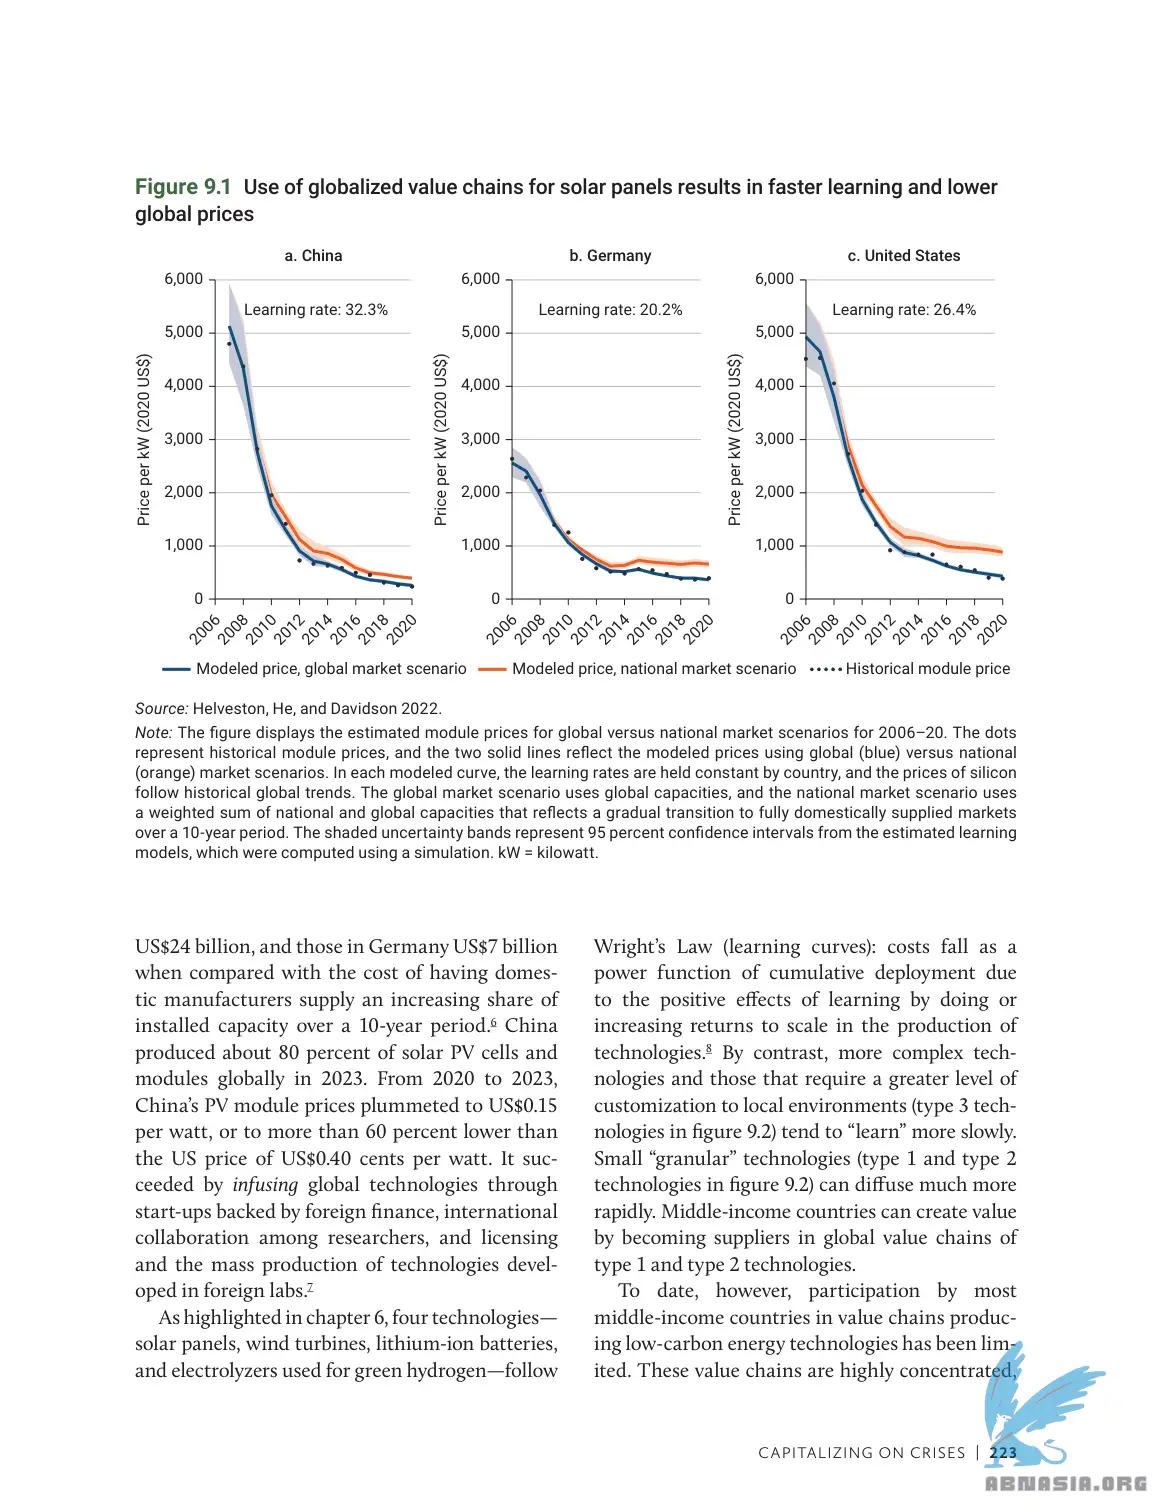 Figure 9.1 Use of globalized value chains for solar panels results in faster learning and lower
global prices
a. China
b. Germany
c. United States
Price per kW (2020 US$)
6,000
5,000
4,000
3,000
2,000
1,000
0
Learning rate: 32.3%
2006
2008
2010
2012
2014
2016
2018
2020
Price per kW (2020 US$)
6,000
5,000
4,000
3,000
2,000
1,000
0
Learning rate: 20.2%
2006
2008
2010
2012
2014
2016
2018
2020
Price per kW (2020 US$)
6,000
5,000
4,000
3,000
2,000
1,000
0
Learning rate: 26.4%
2006
2008
2010
2012
2014
2016
2018
2020
Modeled price, global market scenario
Modeled price, national market scenario
Historical module price
Source: Helveston, He, and Davidson 2022.
Note: The figure displays the estimated module prices for global versus national market scenarios for 2006–20. The dots
represent historical module prices, and the two solid lines reflect the modeled prices using global (blue) versus national
(orange) market scenarios. In each modeled curve, the learning rates are held constant by country, and the prices of silicon
follow historical global trends. The global market scenario uses global capacities, and the national market scenario uses
a weighted sum of national and global capacities that reflects a gradual transition to fully domestically supplied markets
over a 10-year period. The shaded uncertainty bands represent 95 percent confidence intervals from the estimated learning
models, which were computed using a simulation. kW = kilowatt.
US$24 billion, and those in Germany US$7 billion
when compared with the cost of having domes-
tic manufacturers supply an increasing share of
installed capacity over a 10-year period.6 China
produced about 80 percent of solar PV cells and
modules globally in 2023. From 2020 to 2023,
China's PV module prices plummeted to US$0.15
per watt, or to more than 60 percent lower than
the US price of US$0.40 cents per watt. It suc-
ceeded by infusing global technologies through
start-ups backed by foreign finance, international
collaboration among researchers, and licensing
and the mass production of technologies devel-
oped in foreign labs.7
As highlighted in chapter 6, four technologies—
solar panels, wind turbines, lithium-ion batteries,
and electrolyzers used for green hydrogen—follow
Wright's Law (learning curves): costs fall as a
power function of cumulative deployment due
to the positive effects of learning by doing or
increasing returns to scale in the production of
technologies.8 By contrast, more complex tech-
nologies and those that require a greater level of
customization to local environments (type 3 tech-
nologies in figure 9.2) tend to “learn” more slowly.
Small “granular” technologies (type 1 and type 2
technologies in figure 9.2) can diffuse much more
rapidly. Middle-income countries can create value
by becoming suppliers in global value chains of
type 1 and type 2 technologies.
To date, however, participation by most
middle-income countries in value chains produc-
ing low-carbon energy technologies has been lim-
ited. These value chains are highly concentrated,
CAPITALIZING ON CRISES | 223
ABNASIA.ORG